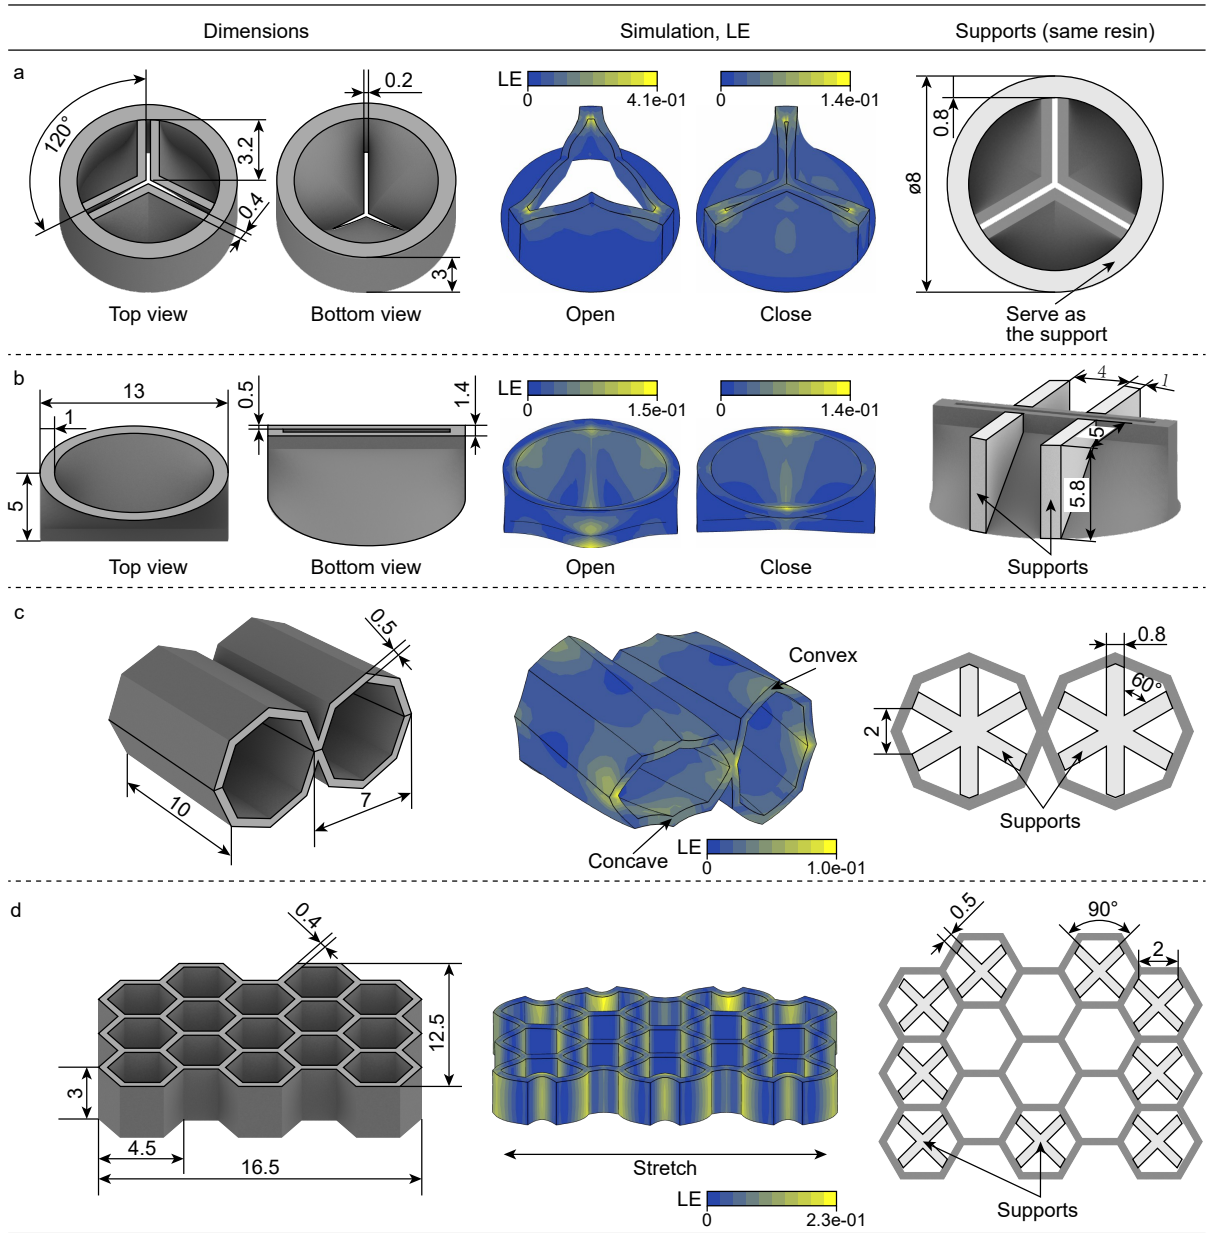 Dimensions
Simulation, LE
Supports (same resin)
a
120°
3.2
0.4
0.2
3
Top view
Bottom view
LE
0
4.1e-01
0
1.4e-01
Open
Close
ø8
0.8
Serve as
the support
b
13
1
5
0.5
1.4
Top view
Bottom view
LE
0
1.5e-01
0
1.4e-01
Open
Close
4
1
5
5.8
Supports
c
0.5
10
7
Convex
Concave
LE
0
1.0e-01
0.8
60°
2
Supports
d
0.4
12.5
3
4.5
16.5
Stretch
LE
0
2.3e-01
0.5
90°
2
Supports